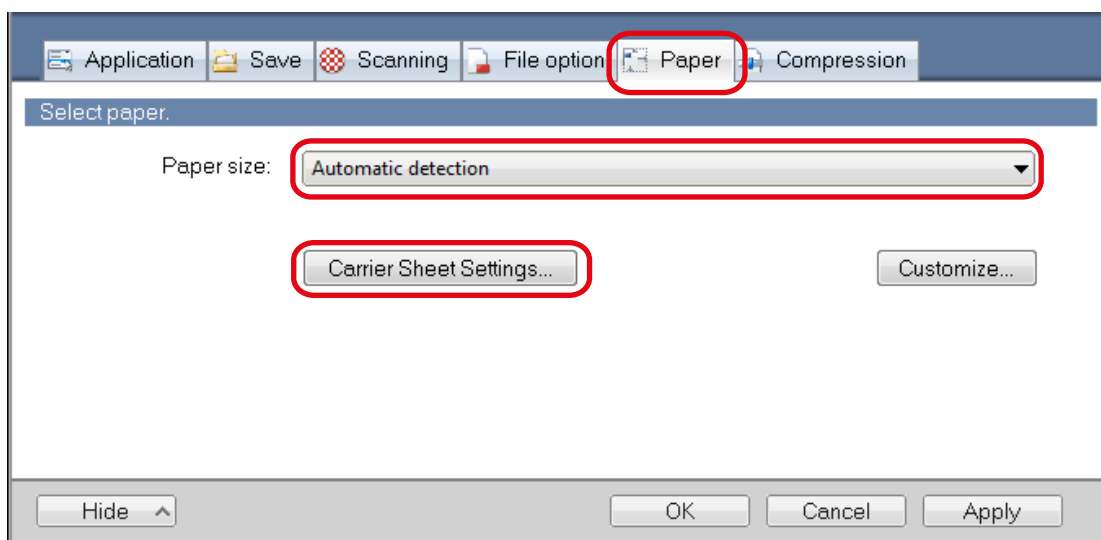 Application Save Scanning File option Paper Compression
Select paper.
Paper size: Automatic detection
Carrier Sheet Settings... Customize...
Hide OK Cancel Apply